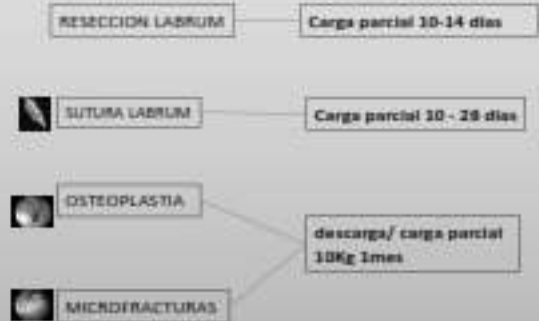 RESECCION LABRUM
Carga parcial 10-14 dias
SUTURA LABRUM
Carga parcial 10 - 28 dias
OSTEOPLASTIA
descarga/ carga parcial
10Kg 1mes
MICROFRACTURAS